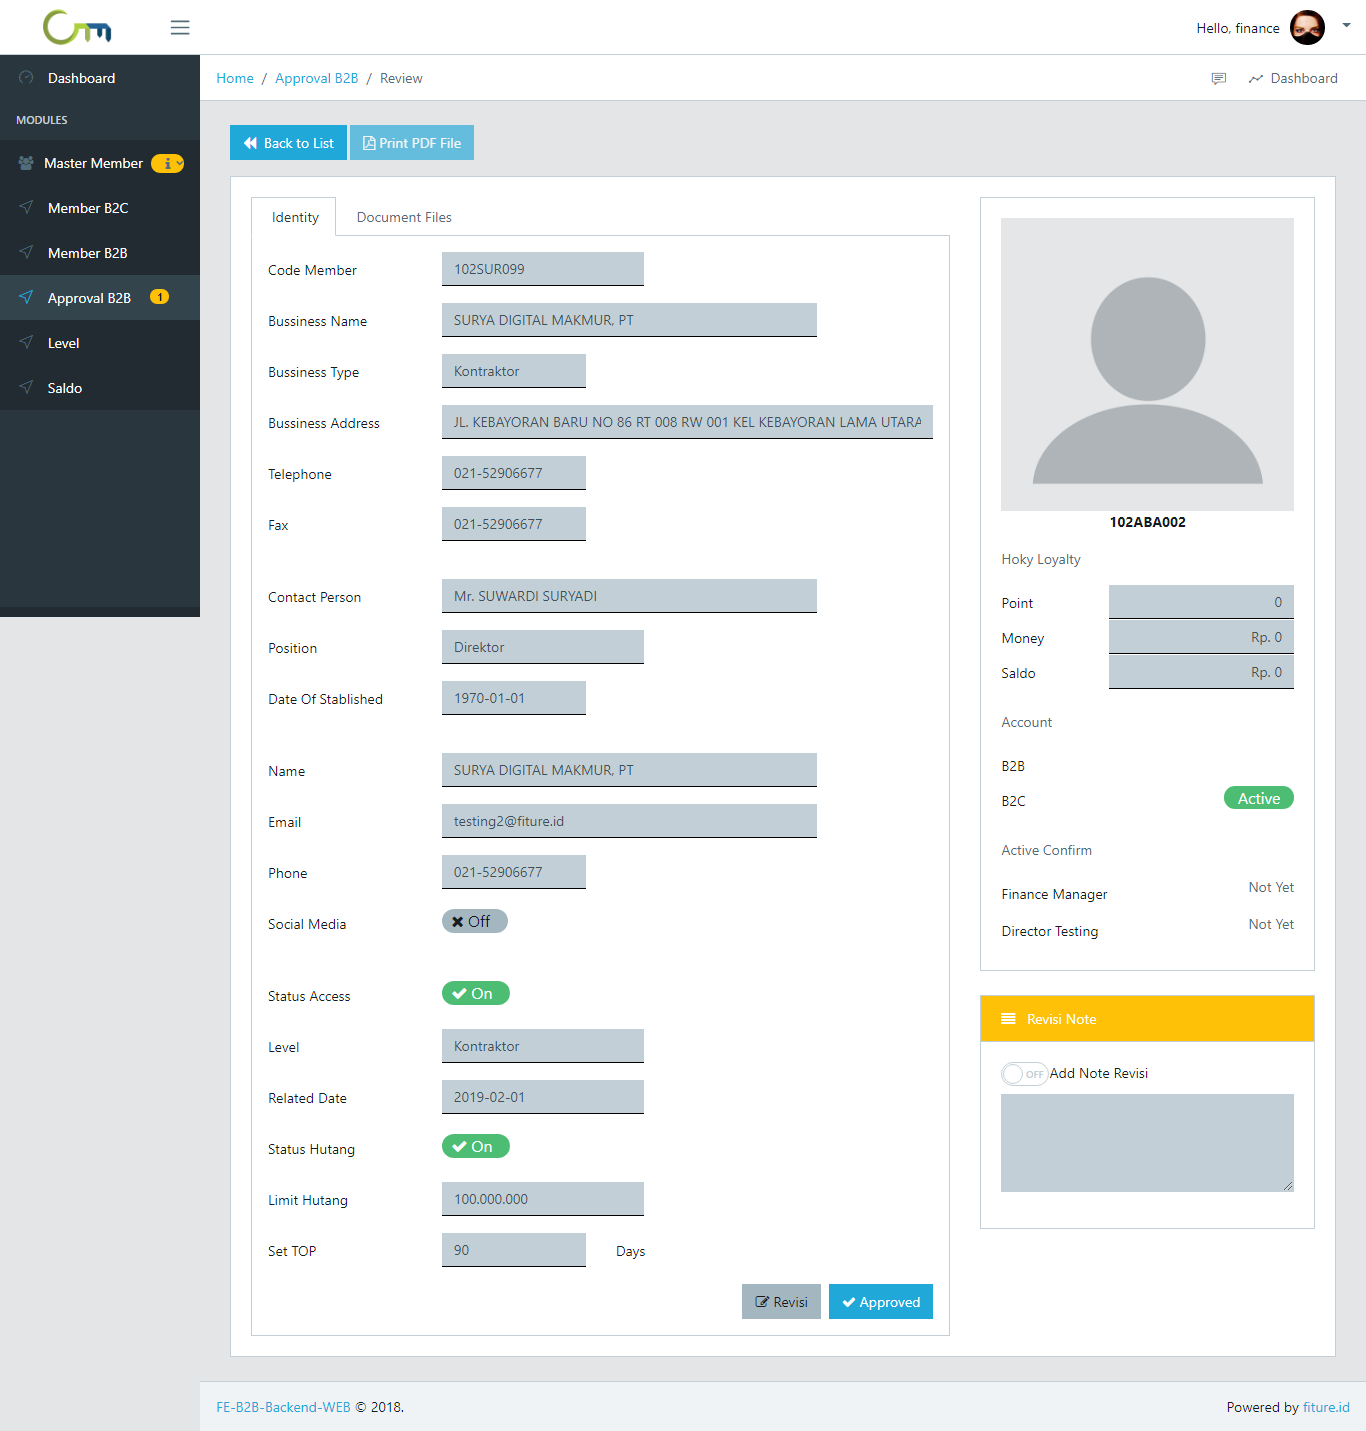 Hello, finance
Dashboard
Home / Approval B2B / Review
Dashboard
MODULES
Master Member
Member B2C
Member B2B
Approval B2B 1
Level
Saldo
Back to List
Print PDF File
Identity
Document Files
Code Member 102SUR099
Bussiness Name SURYA DIGITAL MAKMUR, PT
Bussiness Type Kontraktor
Bussiness Address JL. KEBAYORAN BARU NO 86 RT 008 RW 001 KEL KEBAYORAN LAMA UTARA
Telephone 021-52906677
Fax 021-52906677
Contact Person Mr. SUWARDI SURYADI
Position Direktor
Date Of Stablished 1970-01-01
Name SURYA DIGITAL MAKMUR, PT
Email testing2@fiture.id
Phone 021-52906677
Social Media Off
Status Access On
Level Kontraktor
Related Date 2019-02-01
Status Hutang On
Limit Hutang 100.000.000
Set TOP 90 Days
Revisi
Approved
102ABA002
Hoky Loyalty
Point 0
Money Rp. 0
Saldo Rp. 0
Account
B2B
B2C Active
Active Confirm
Finance Manager Not Yet
Director Testing Not Yet
Revisi Note
OFF Add Note Revisi
FE-B2B-Backend-WEB © 2018.
Powered by fiture.id